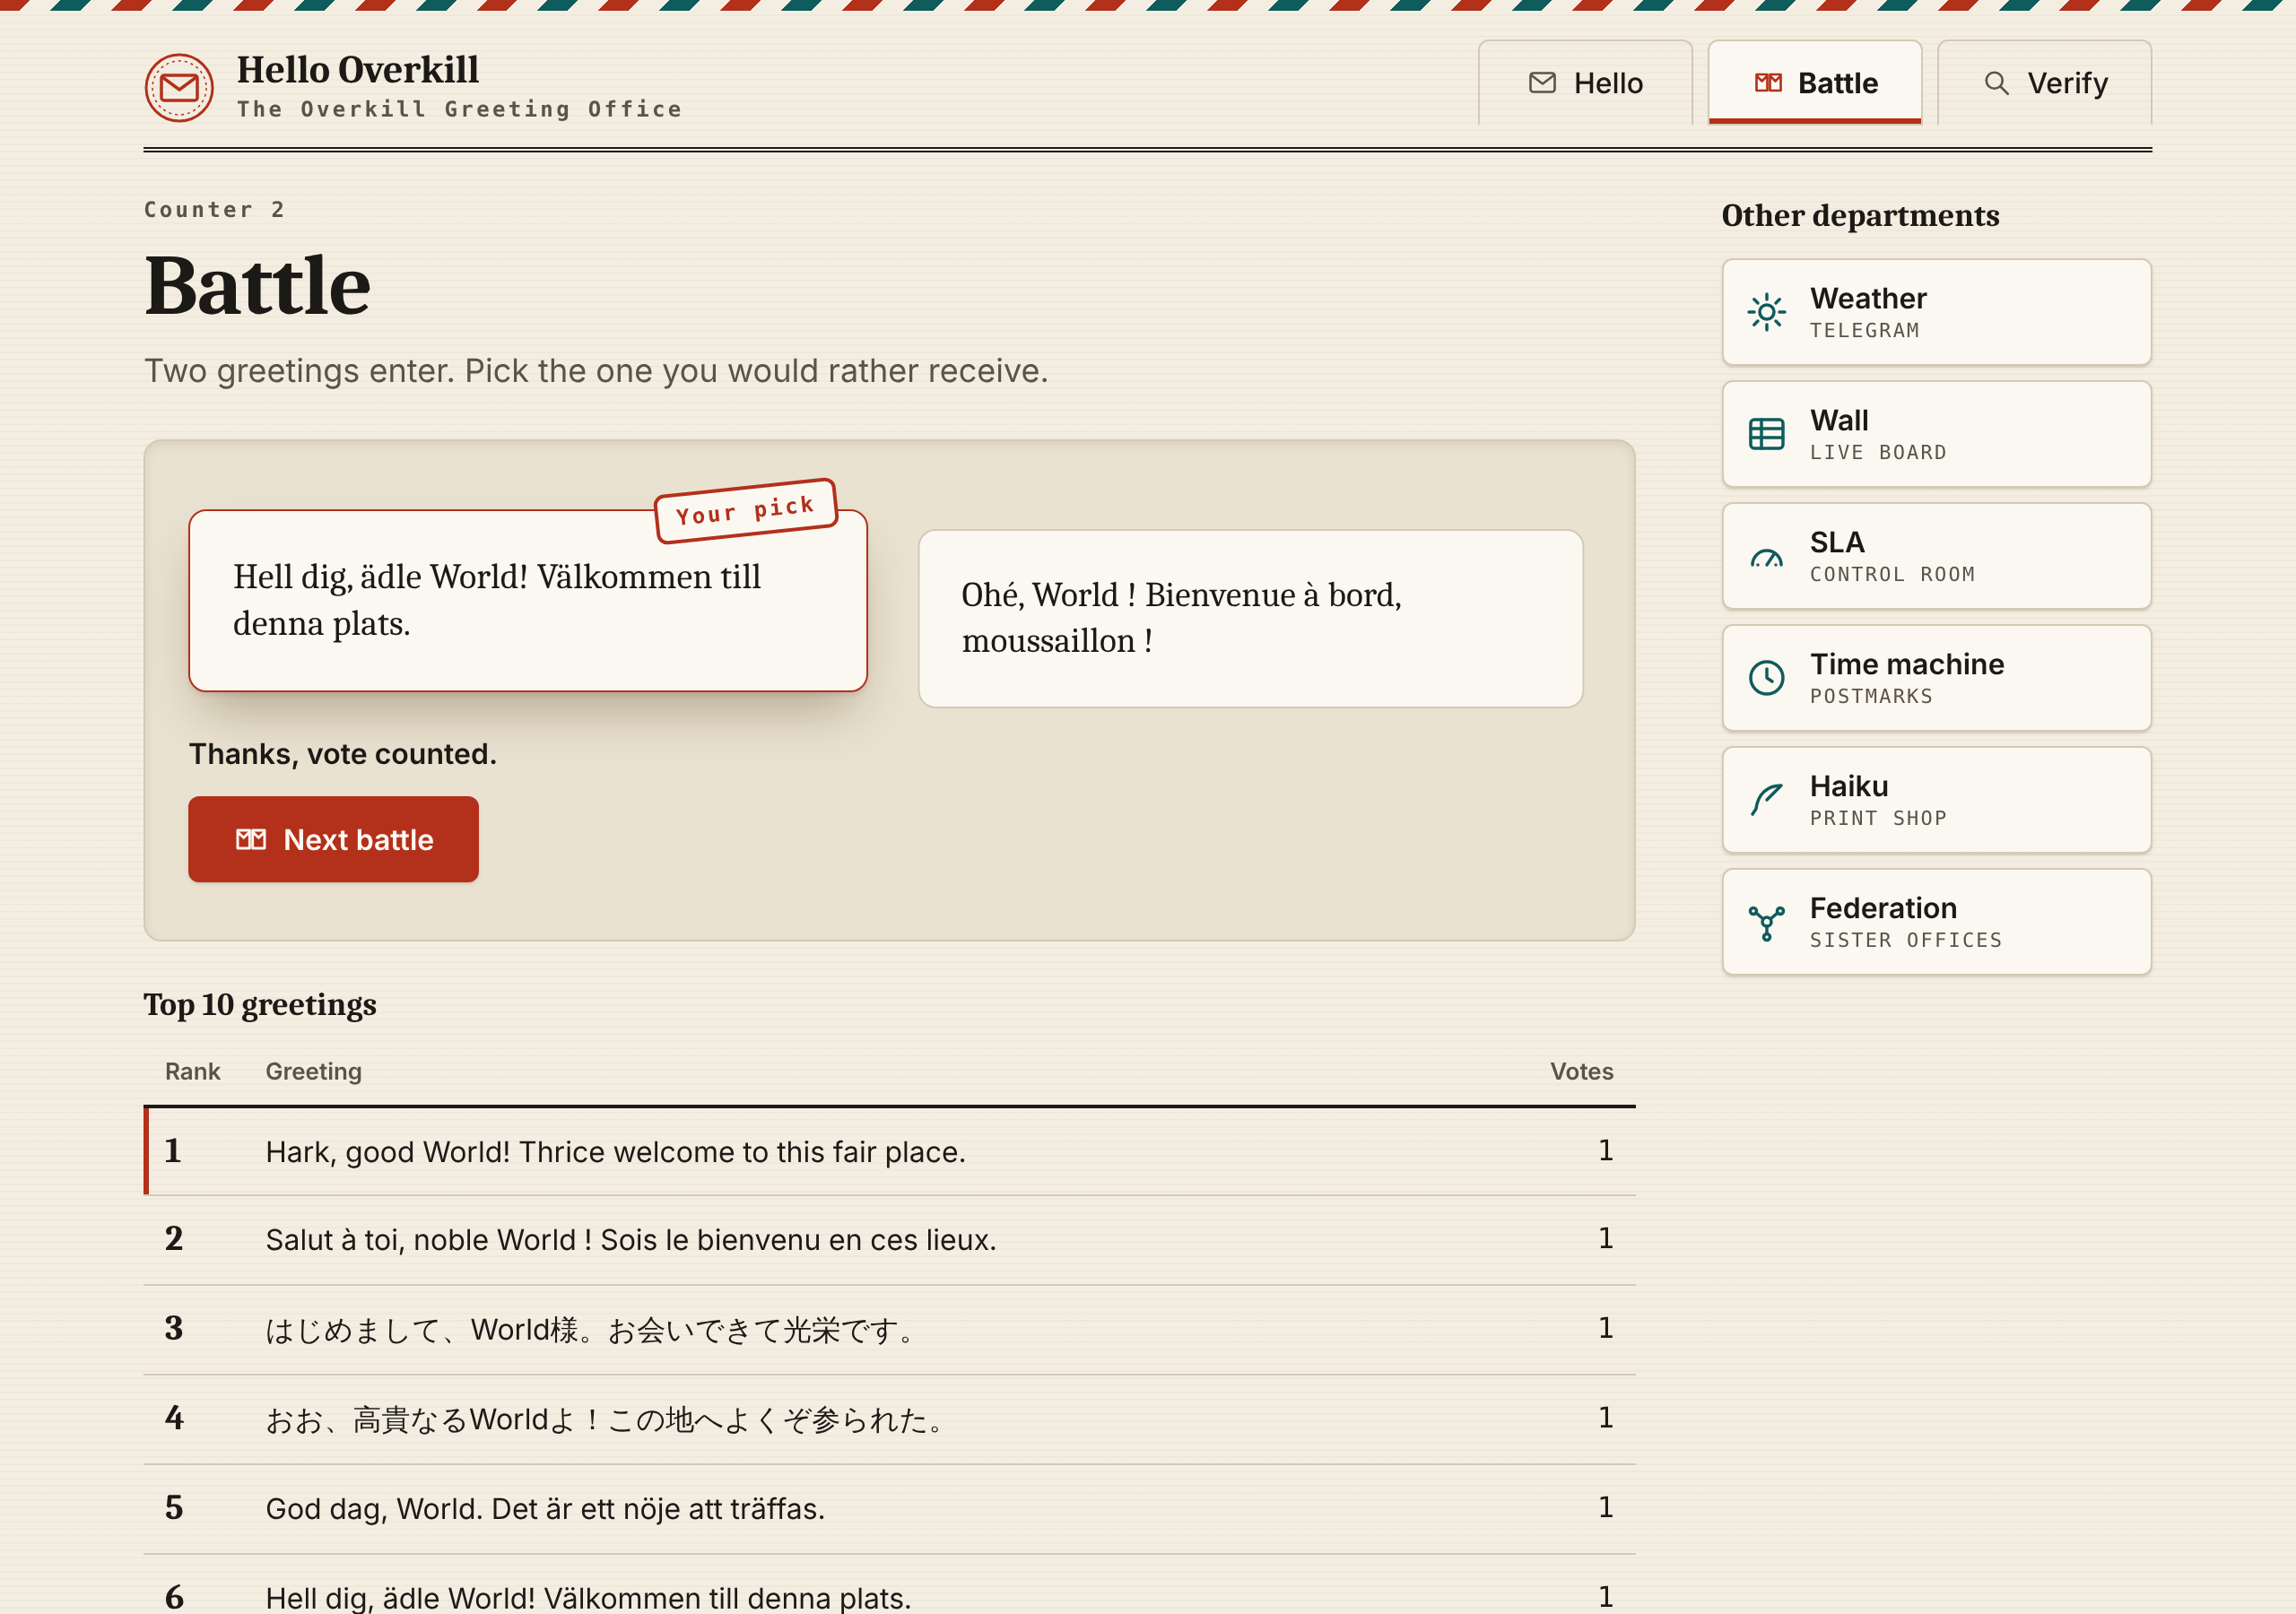 Hello Overkill
The Overkill Greeting Office
Hello
Battle
Verify
Counter 2
Battle
Two greetings enter. Pick the one you would rather receive.
Your pick
Hell dig, ädle World! Välkommen till
denna plats.
Ohé, World ! Bienvenue à bord,
moussaillon !
Thanks, vote counted.
Next battle
Top 10 greetings
Rank Greeting Votes
1 Hark, good World! Thrice welcome to this fair place. 1
2 Salut à toi, noble World ! Sois le bienvenu en ces lieux. 1
3 はじめまして、World様。お会いできて光栄です。 1
4 おお、高貴なるWorldよ！この地へよくぞ参られた。 1
5 God dag, World. Det är ett nöje att träffas. 1
6 Hell dig, ädle World! Välkommen till denna plats. 1
Other departments
Weather
TELEGRAM
Wall
LIVE BOARD
SLA
CONTROL ROOM
Time machine
POSTMARKS
Haiku
PRINT SHOP
Federation
SISTER OFFICES